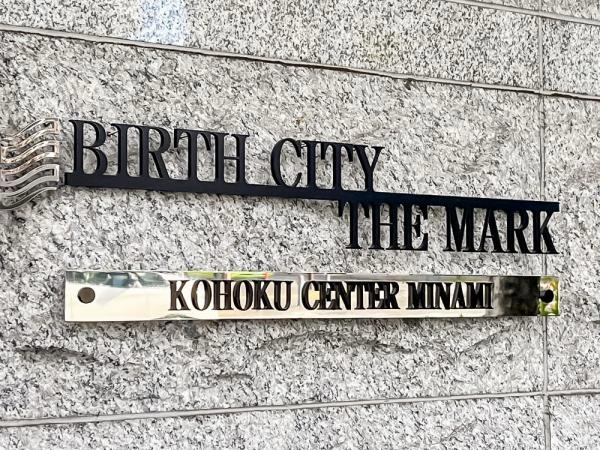 BIRTH CITY
THE MARK
KOHOKU CENTER MINAMI